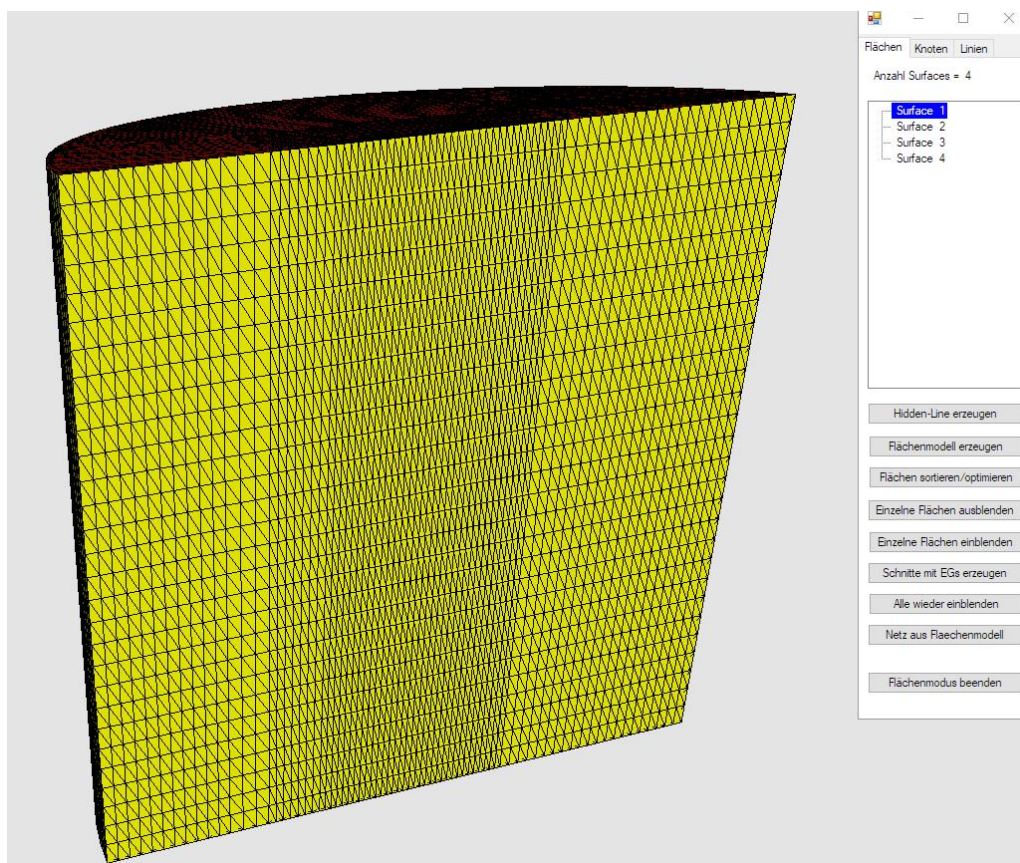 Flächen Knoten Linien
Anzahl Surfaces = 4
Surface 1
Surface 2
Surface 3
Surface 4
Hidden-Line erzeugen
Flächenmodell erzeugen
Flächen sortieren/optimieren
Einzelne Flächen ausblenden
Einzelne Flächen einblenden
Schnitte mit EGs erzeugen
Alle wieder einblenden
Netz aus Flaechenmodell
Flächenmodus beenden